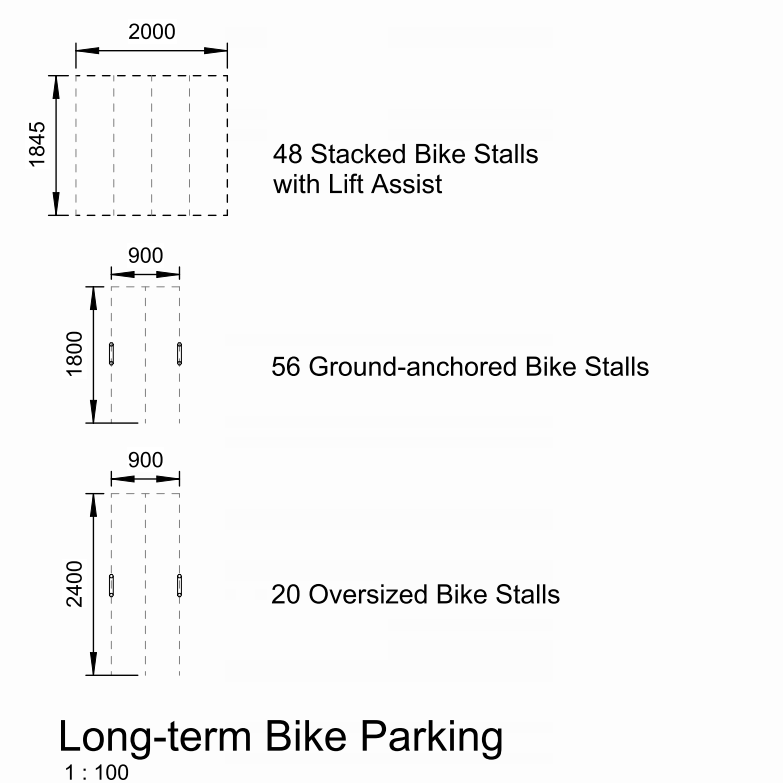 2000
1845
48 Stacked Bike Stalls
with Lift Assist
900
1800
56 Ground-anchored Bike Stalls
900
2400
20 Oversized Bike Stalls
Long-term Bike Parking
1 : 100